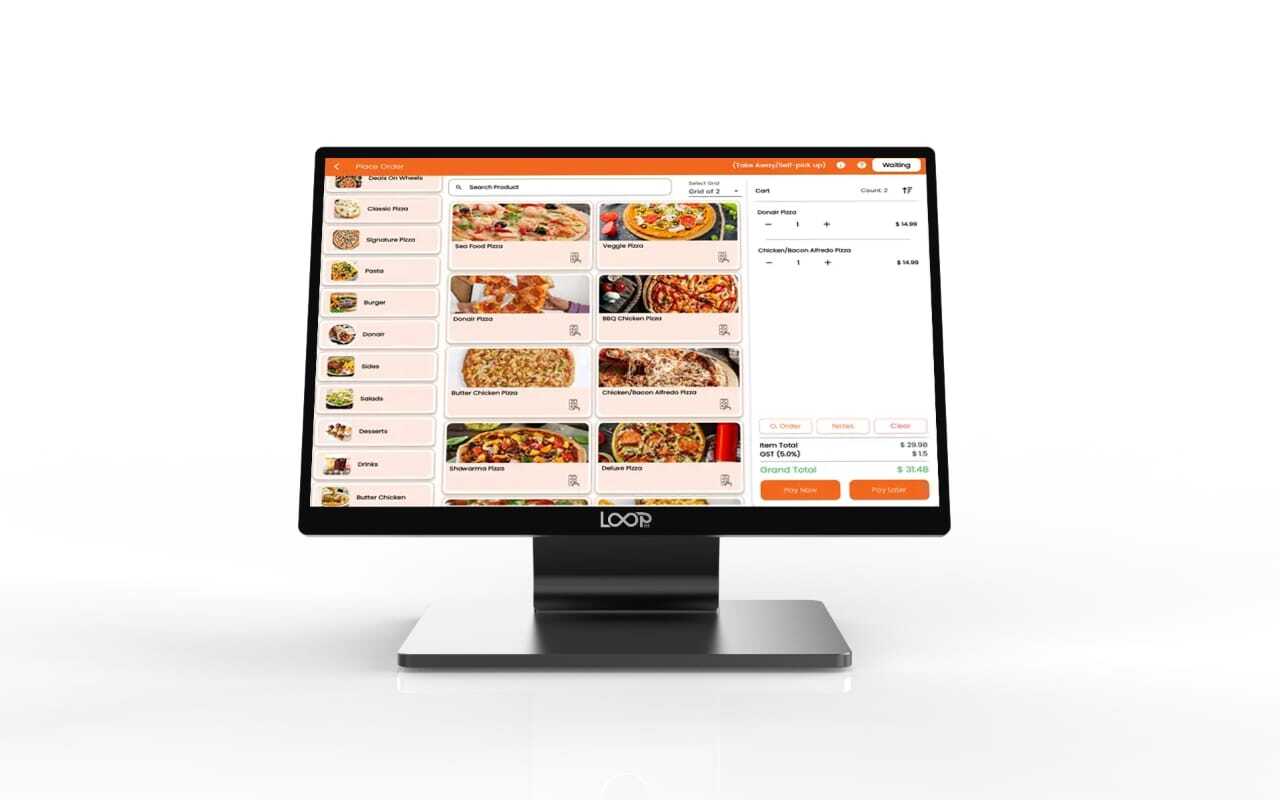 Place Order
(Take Away/Self-pick up)
Waiting
Deals On Wheels
Classic Pizza
Signature Pizza
Pasta
Burger
Donair
Sides
Salads
Desserts
Drinks
Butter Chicken
Search Product
Select Grid
Grid of 2
Sea Food Pizza
Veggie Pizza
Donair Pizza
BBQ Chicken Pizza
Butter Chicken Pizza
Chicken/Bacon Alfredo Pizza
Shawarma Pizza
Deluxe Pizza
Cart
Count: 2
Donair Pizza
− 1 + $ 14.99
Chicken/Bacon Alfredo Pizza
− 1 + $ 14.99
O. Order
Notes
Clear
Item Total $ 29.98
GST (5.0%) $ 1.5
Grand Total $ 31.48
Pay Now
Pay Later
LOOP